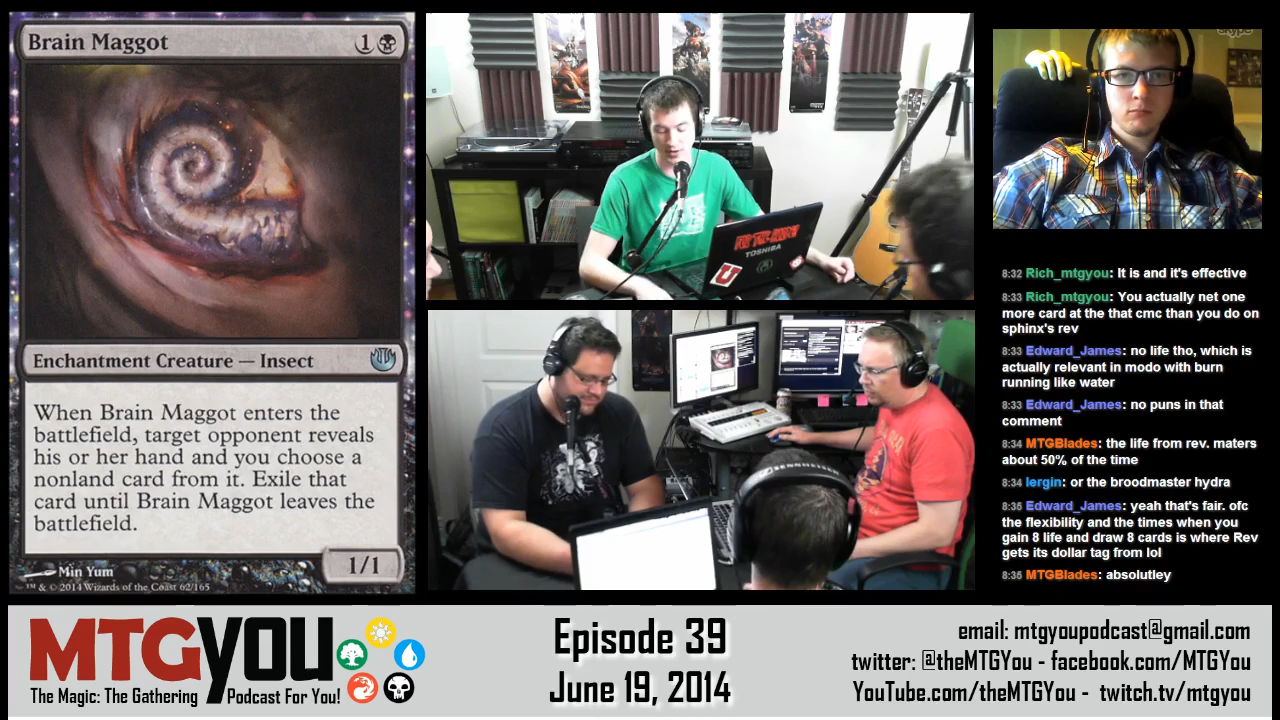 Brain Maggot 1
Enchantment Creature — Insect
When Brain Maggot enters the
battlefield, target opponent reveals
his or her hand and you choose a
nonland card from it. Exile that
card until Brain Maggot leaves the
battlefield.
1/1
Min Yum
™ & © 2014 Wizards of the Coast 62/165
TOSHIBA
U
SENNHEISER
skype
8:32 Rich_mtgyou: It is and it's effective
8:33 Rich_mtgyou: You actually net one
more card at the that cmc than you do on
sphinx's rev
8:33 Edward_James: no life tho, which is
actually relevant in modo with burn
running like water
8:33 Edward_James: no puns in that
comment
8:34 MTGBlades: the life from rev. maters
about 50% of the time
8:34 lergin: or the broodmaster hydra
8:35 Edward_James: yeah that's fair. ofc
the flexibility and the times when you
gain 8 life and draw 8 cards is where Rev
gets its dollar tag from lol
8:35 MTGBlades: absolutley
MTGYOU
The Magic: The Gathering Podcast For You!
Episode 39
June 19, 2014
email: mtgyoupodcast@gmail.com
twitter: @theMTGYou - facebook.com/MTGYou
YouTube.com/theMTGYou - twitch.tv/mtgyou